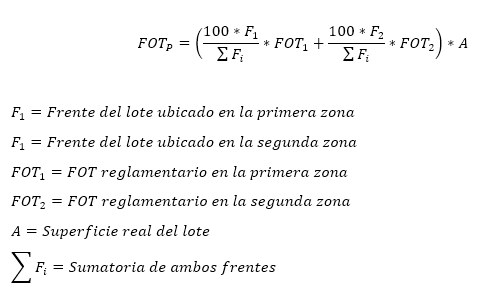 FOT_P = (100 * F_1 / ∑ F_i * FOT_1 + 100 * F_2 / ∑ F_i * FOT_2) * A
F_1 = Frente del lote ubicado en la primera zona
F_1 = Frente del lote ubicado en la segunda zona
FOT_1 = FOT reglamentario en la primera zona
FOT_2 = FOT reglamentario en la segunda zona
A = Superficie real del lote
∑ F_i = Sumatoria de ambos frentes